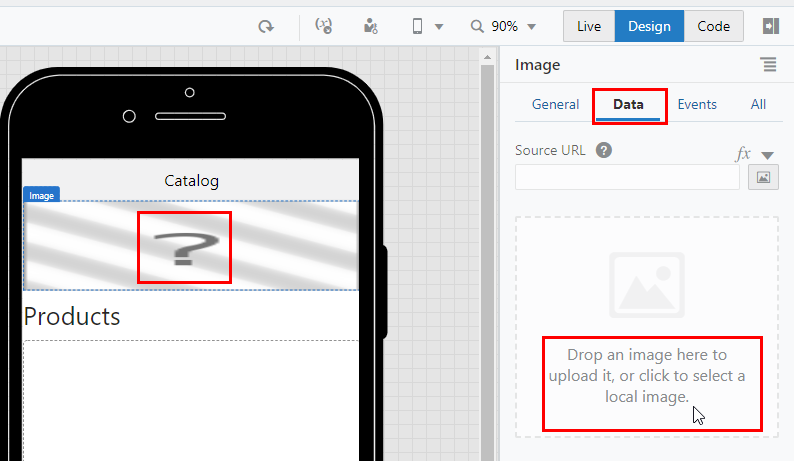 90%
Live
Design
Code
Image
General
Data
Events
All
Source URL ?
fx
Catalog
Image
?
Products
Drop an image here to
upload it, or click to select a
local image.